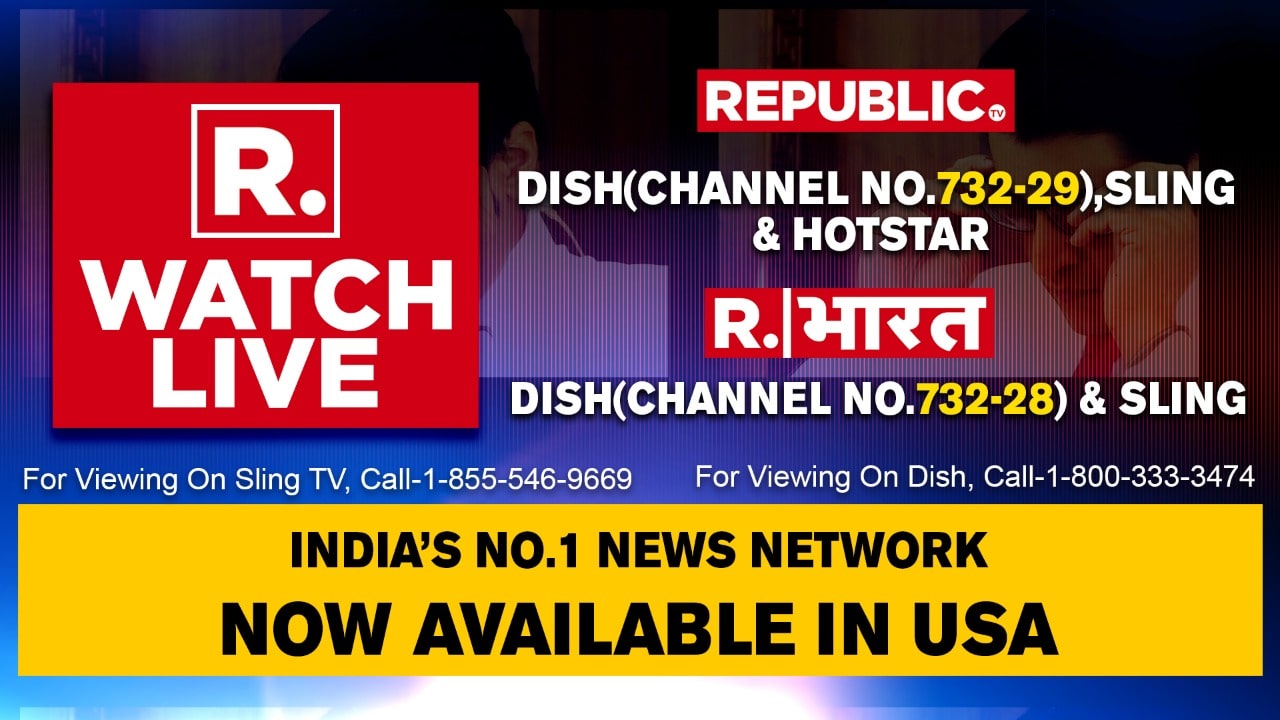 R.
WATCH
LIVE
REPUBLIC.TV
DISH(CHANNEL NO.732-29),SLING
& HOTSTAR
R.|भारत
DISH(CHANNEL NO.732-28) & SLING
For Viewing On Sling TV, Call-1-855-546-9669
For Viewing On Dish, Call-1-800-333-3474
INDIA’S NO.1 NEWS NETWORK
NOW AVAILABLE IN USA